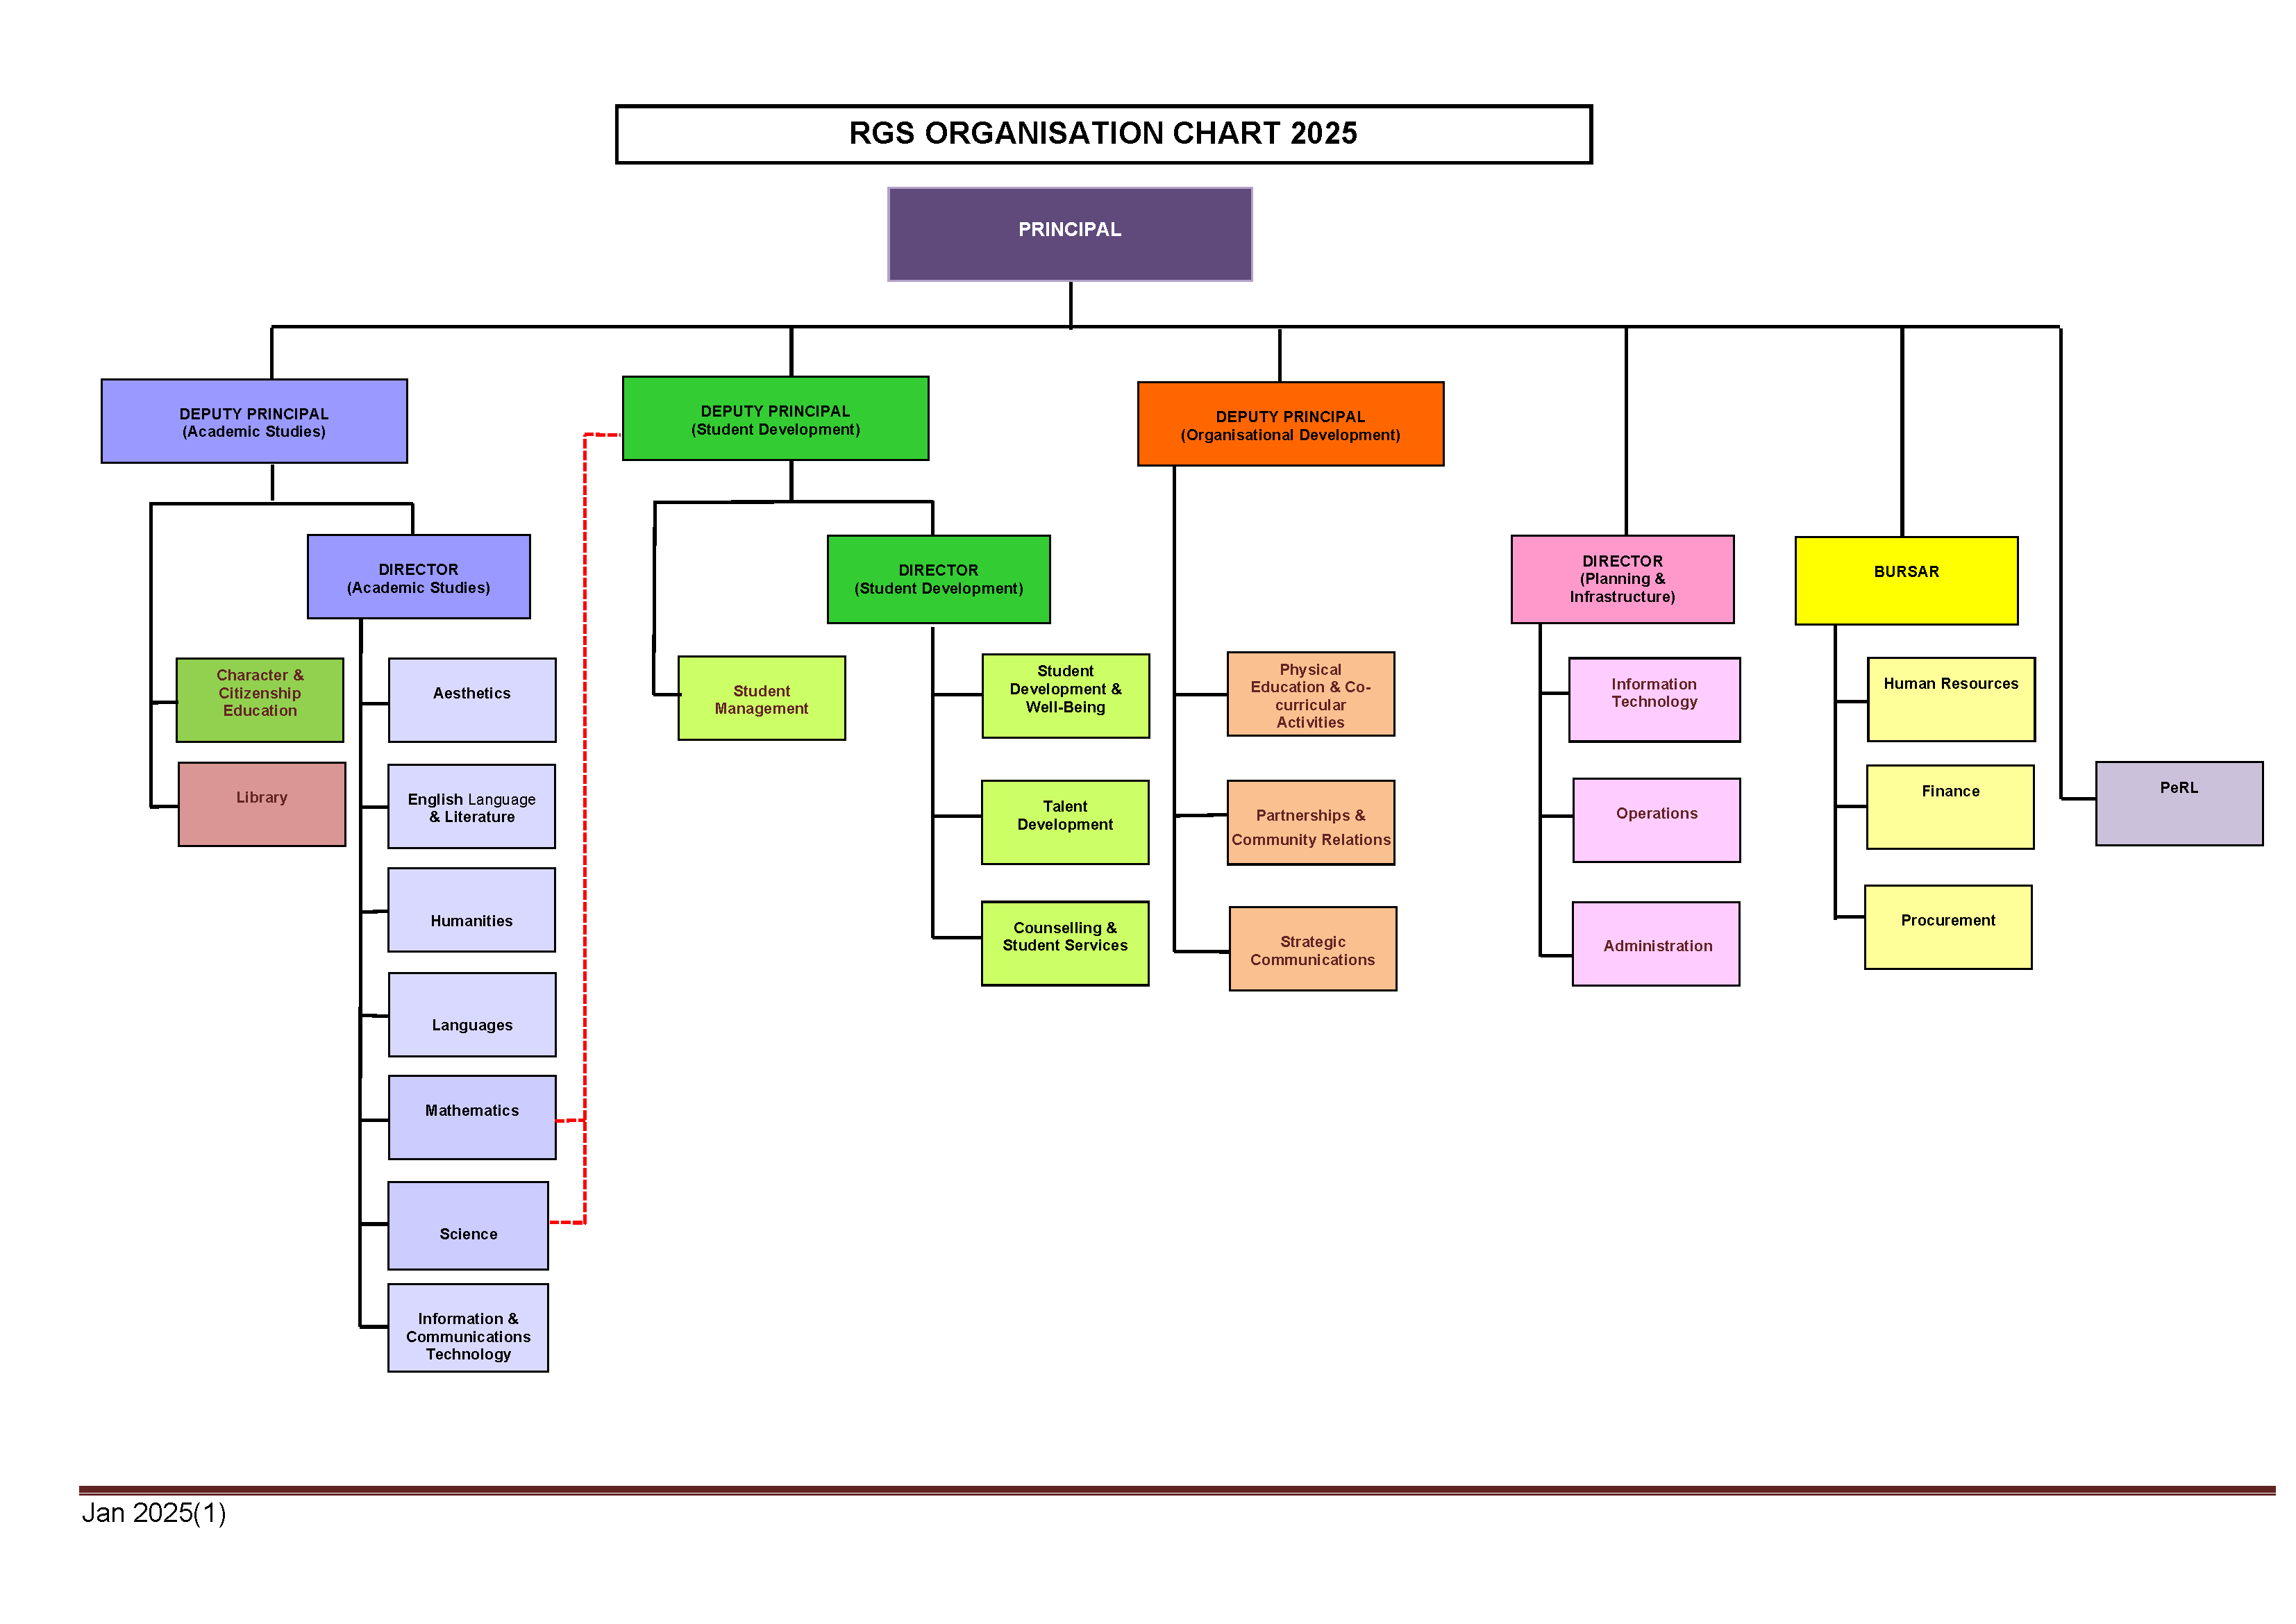 RGS ORGANISATION CHART 2025
PRINCIPAL
DEPUTY PRINCIPAL
(Academic Studies)
DEPUTY PRINCIPAL
(Student Development)
DEPUTY PRINCIPAL
(Organisational Development)
DIRECTOR
(Academic Studies)
DIRECTOR
(Student Development)
DIRECTOR
(Planning &
Infrastructure)
BURSAR
Character &
Citizenship
Education
Library
Aesthetics
English Language
& Literature
Humanities
Languages
Mathematics
Science
Information &
Communications
Technology
Student
Management
Student
Development &
Well-Being
Talent
Development
Counselling &
Student Services
Physical
Education & Co-
curricular
Activities
Partnerships &
Community Relations
Strategic
Communications
Information
Technology
Operations
Administration
Human Resources
Finance
Procurement
PeRL
Jan 2025(1)